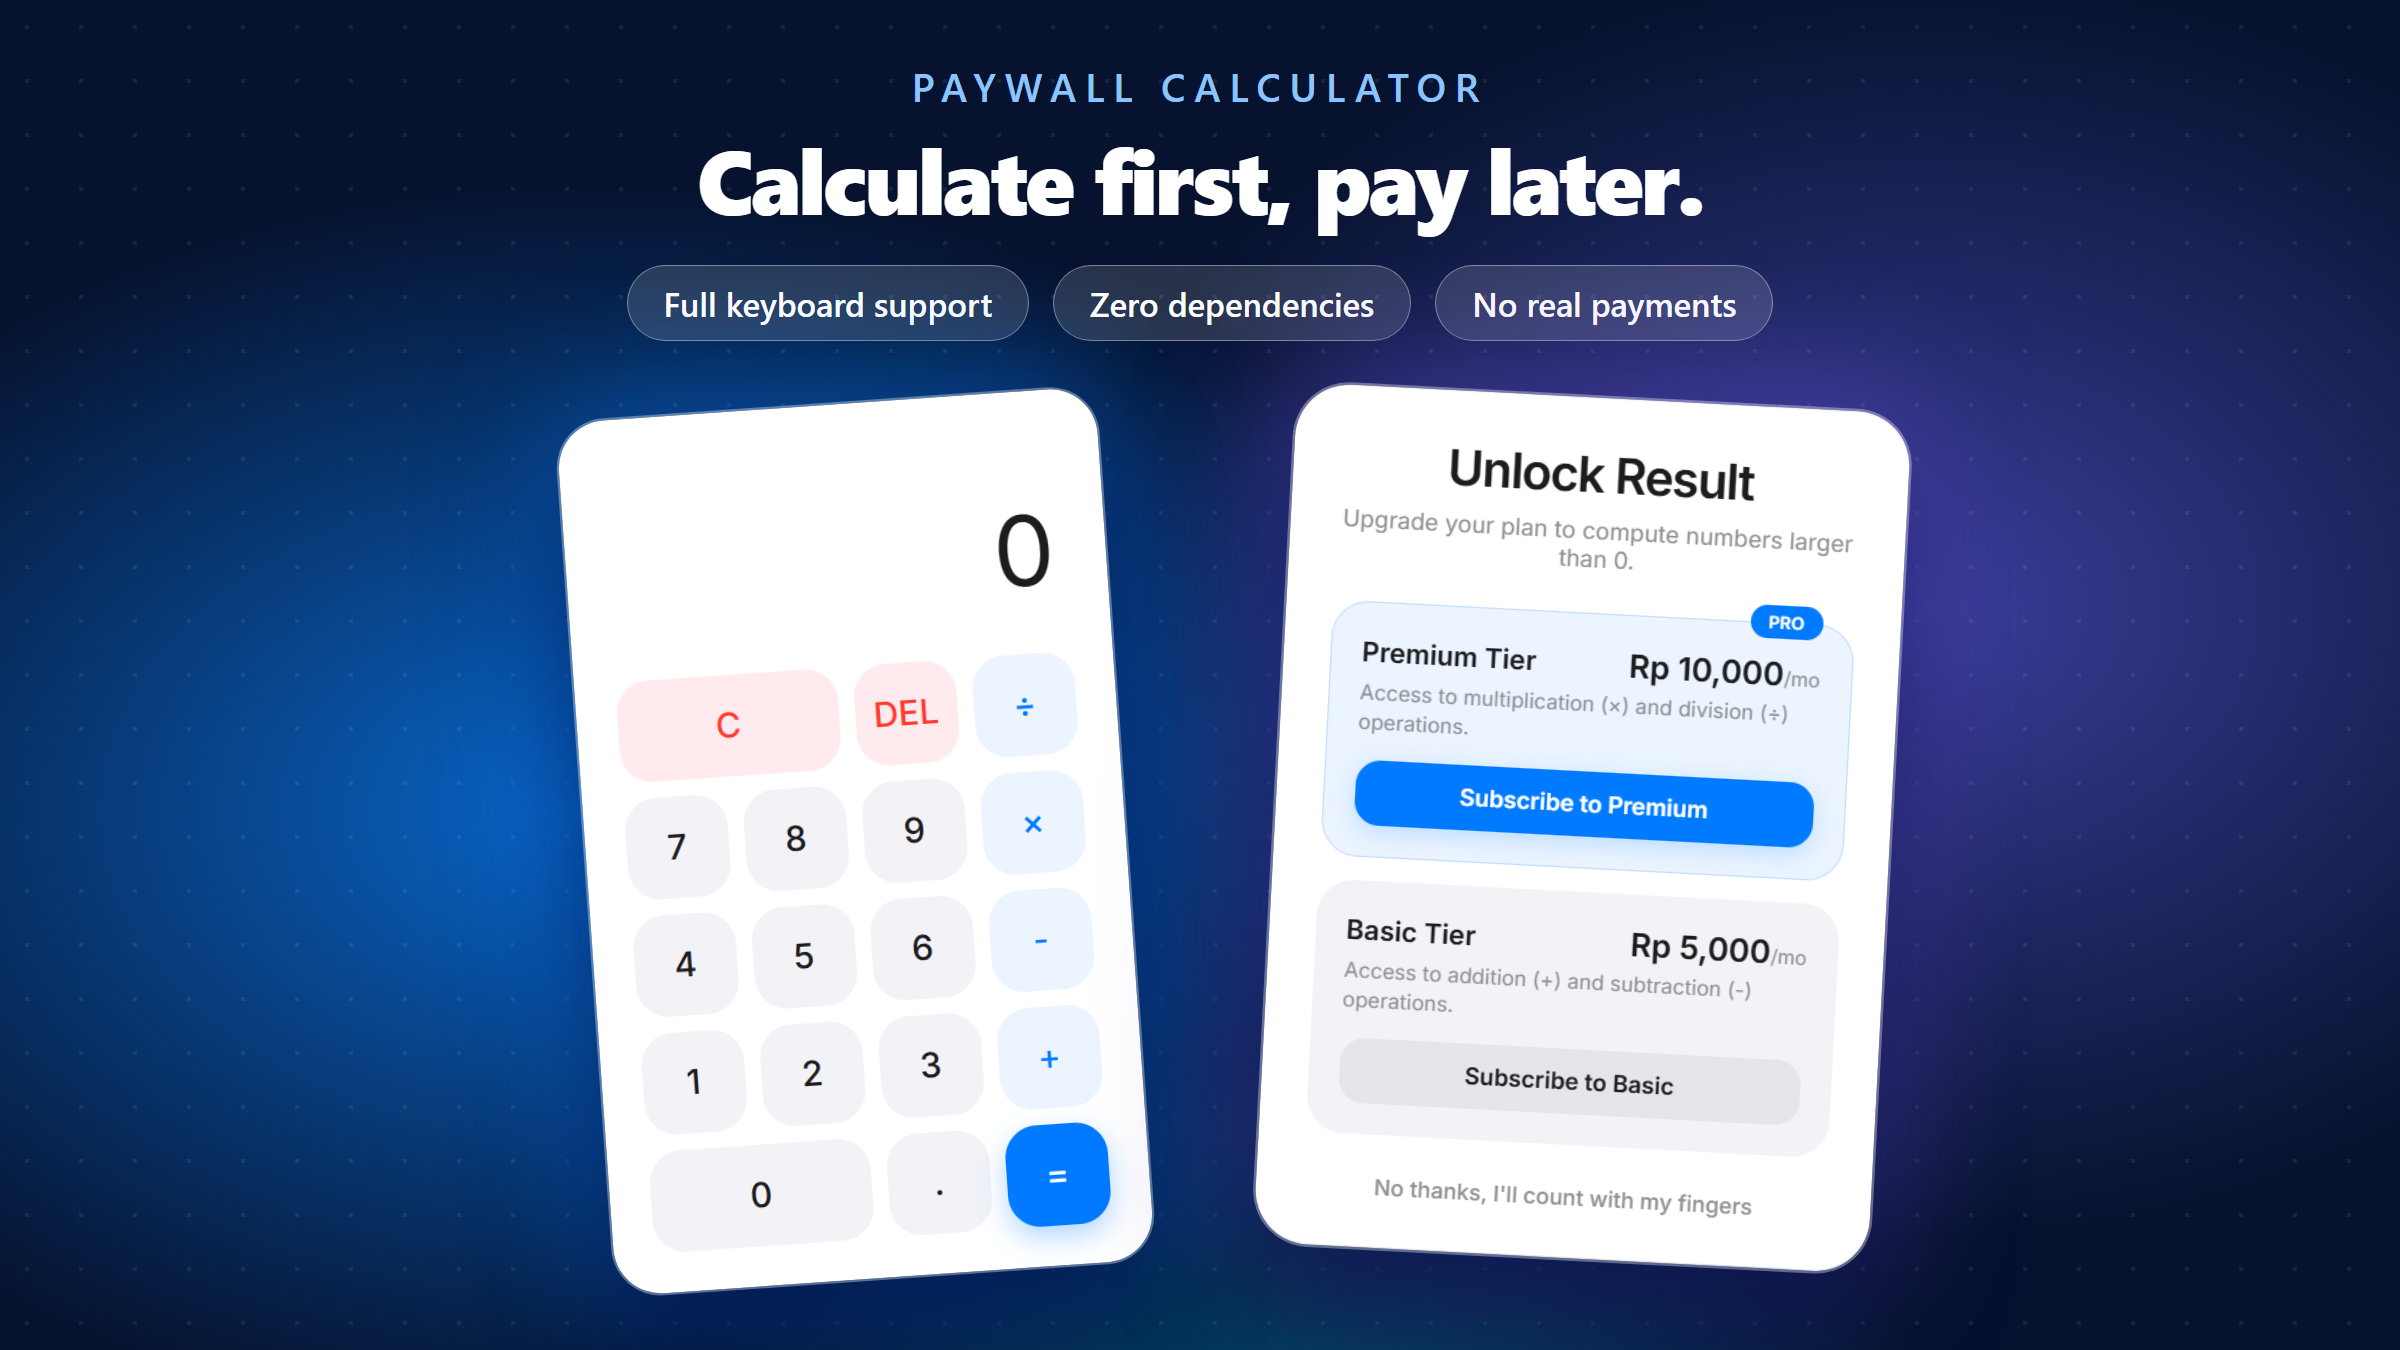 PAYWALL CALCULATOR
Calculate first, pay later.
Full keyboard support
Zero dependencies
No real payments
0
C
DEL
÷
7
8
9
×
4
5
6
-
1
2
3
+
0
.
=
Unlock Result
Upgrade your plan to compute numbers larger
than 0.
PRO
Premium Tier
Rp 10,000/mo
Access to multiplication (×) and division (÷)
operations.
Subscribe to Premium
Basic Tier
Rp 5,000/mo
Access to addition (+) and subtraction (-)
operations.
Subscribe to Basic
No thanks, I'll count with my fingers